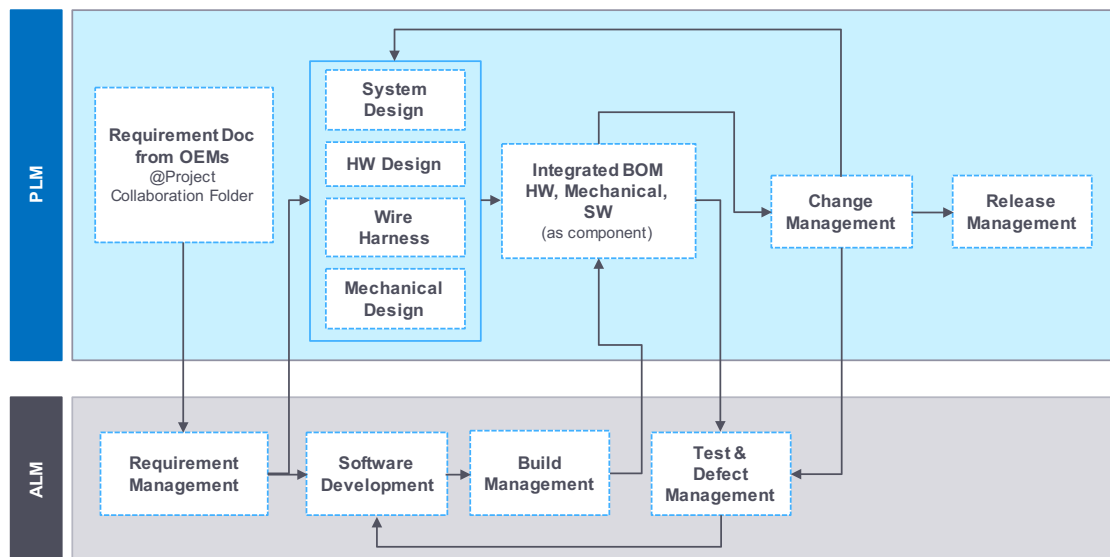 PLM
Requirement Doc
from OEMs
@Project
Collaboration Folder
System
Design
HW Design
Wire
Harness
Mechanical
Design
Integrated BOM
HW, Mechanical,
SW
(as component)
Change
Management
Release
Management
ALM
Requirement
Management
Software
Development
Build
Management
Test &
Defect
Management